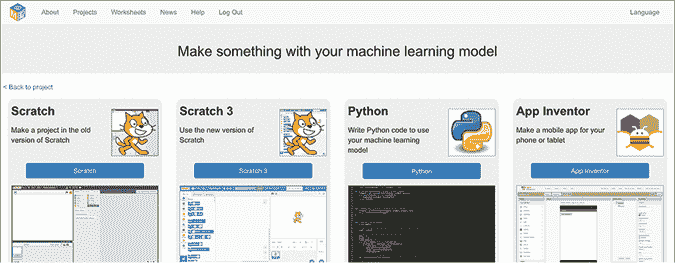 About Projects Worksheets News Help Log Out Language
Make something with your machine learning model
< Back to project
Scratch
Make a project in the old
version of Scratch
Scratch
Scratch 3
Use the new version of
Scratch
Scratch 3
Python
Write Python code to use
your machine learning
model
Python
App Inventor
Make a mobile app for your
phone or tablet
App Inventor